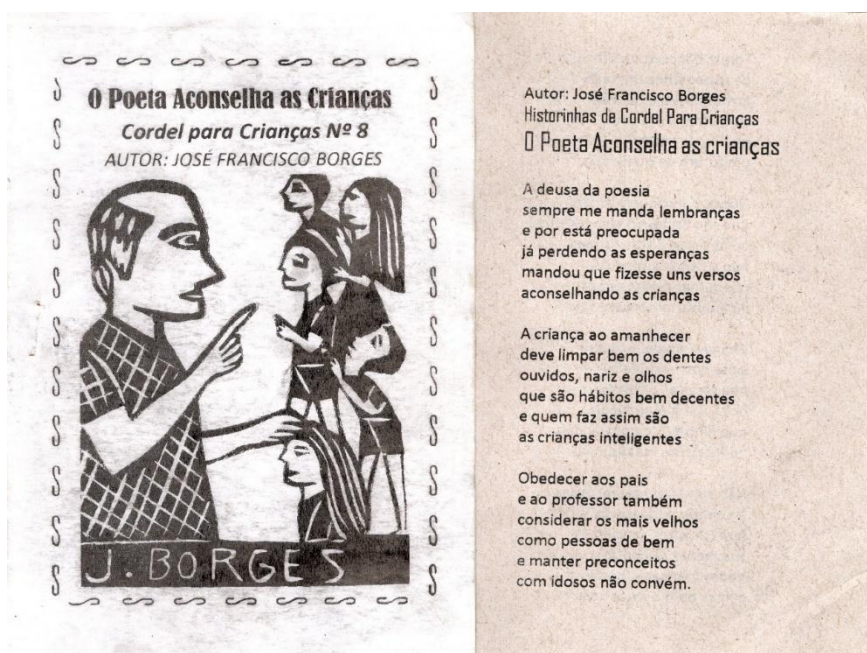 O Poeta Aconselha as Crianças
Cordel para Crianças Nº 8
AUTOR: JOSÉ FRANCISCO BORGES
J. BORGES
Autor: José Francisco Borges
Historinhas de Cordel Para Crianças
O Poeta Aconselha as crianças
A deusa da poesia
sempre me manda lembranças
e por está preocupada
já perdendo as esperanças
mandou que fizesse uns versos
aconselhando as crianças
A criança ao amanhecer
deve limpar bem os dentes
ouvidos, nariz e olhos
que são hábitos bem decentes
e quem faz assim são
as crianças inteligentes
Obedecer aos pais
e ao professor também
considerar os mais velhos
como pessoas de bem
e manter preconceitos
com idosos não convém.